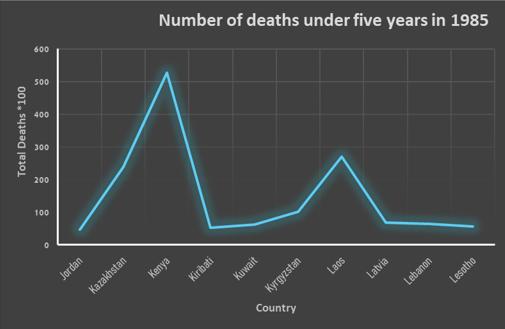 Number of deaths under five years in 1985
Total Deaths *100
600
500
400
300
200
100
0
Jordan
Kazakhstan
Kenya
Kiribati
Kuwait
Kyrgyzstan
Laos
Latvia
Lebanon
Lesotho
Country